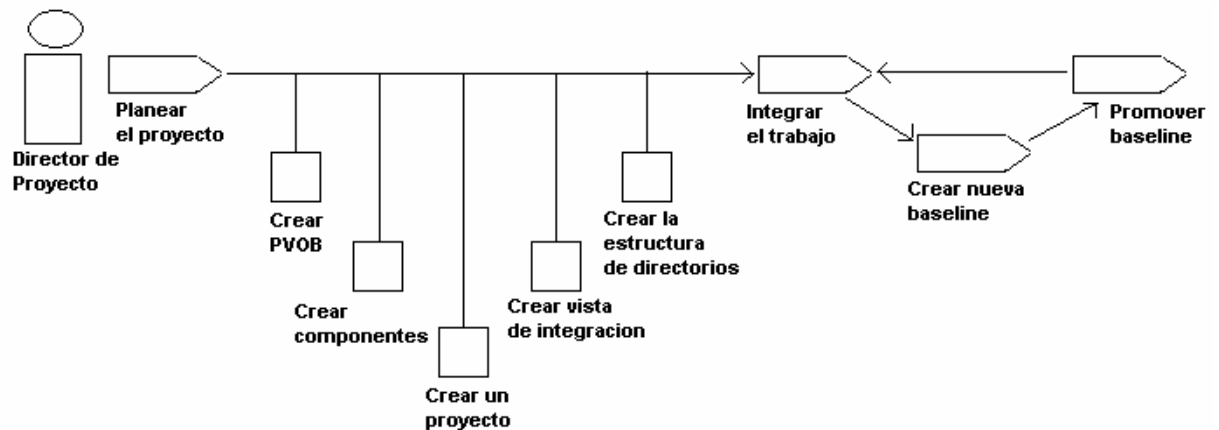 Director de
Proyecto
Planear
el proyecto
Crear
PVOB
Crear
componentes
Crear un
proyecto
Crear vista
de integracion
Crear la
estructura
de directorios
Integrar
el trabajo
Crear nueva
baseline
Promover
baseline